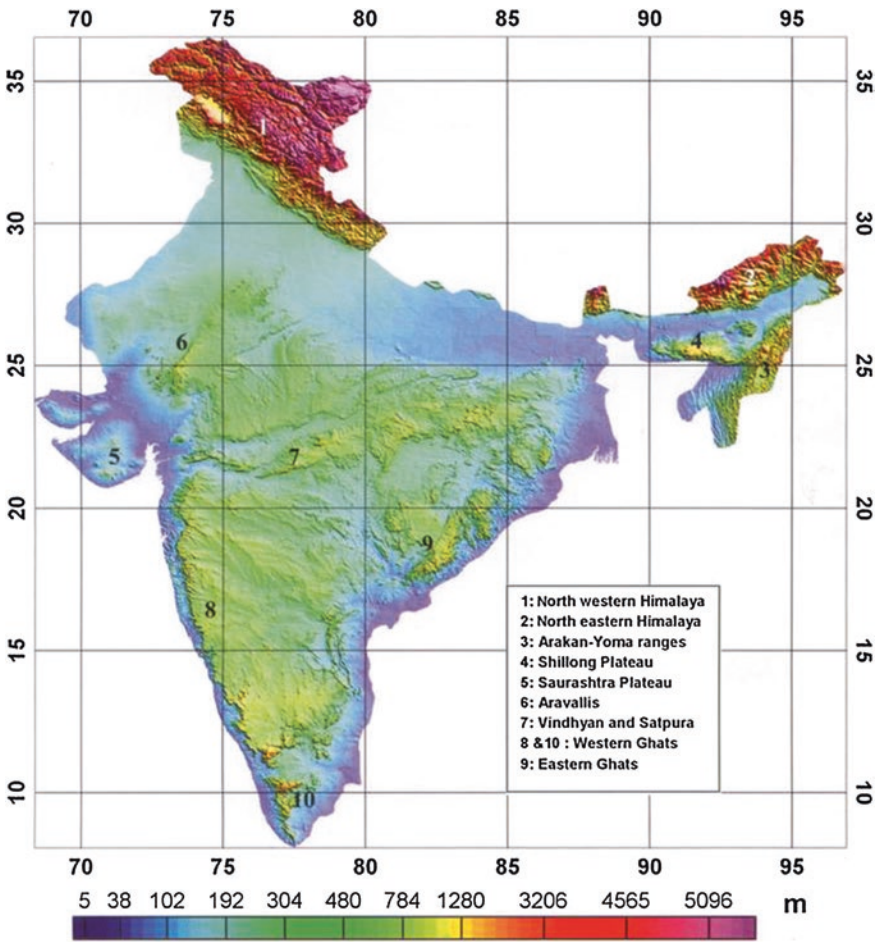 70 75 80 85 90 95
35 35
1
30 30
2
6 4
25 3 25
5 7
20 20
9
1: North western Himalaya
2: North eastern Himalaya
8
3: Arakan-Yoma ranges
15 4: Shillong Plateau 15
5: Saurashtra Plateau
6: Aravallis
7: Vindhyan and Satpura
8 &10 : Western Ghats
9: Eastern Ghats
10 10 10
70 75 80 85 90 95
5 38 102 192 304 480 784 1280 3206 4565 5096 m